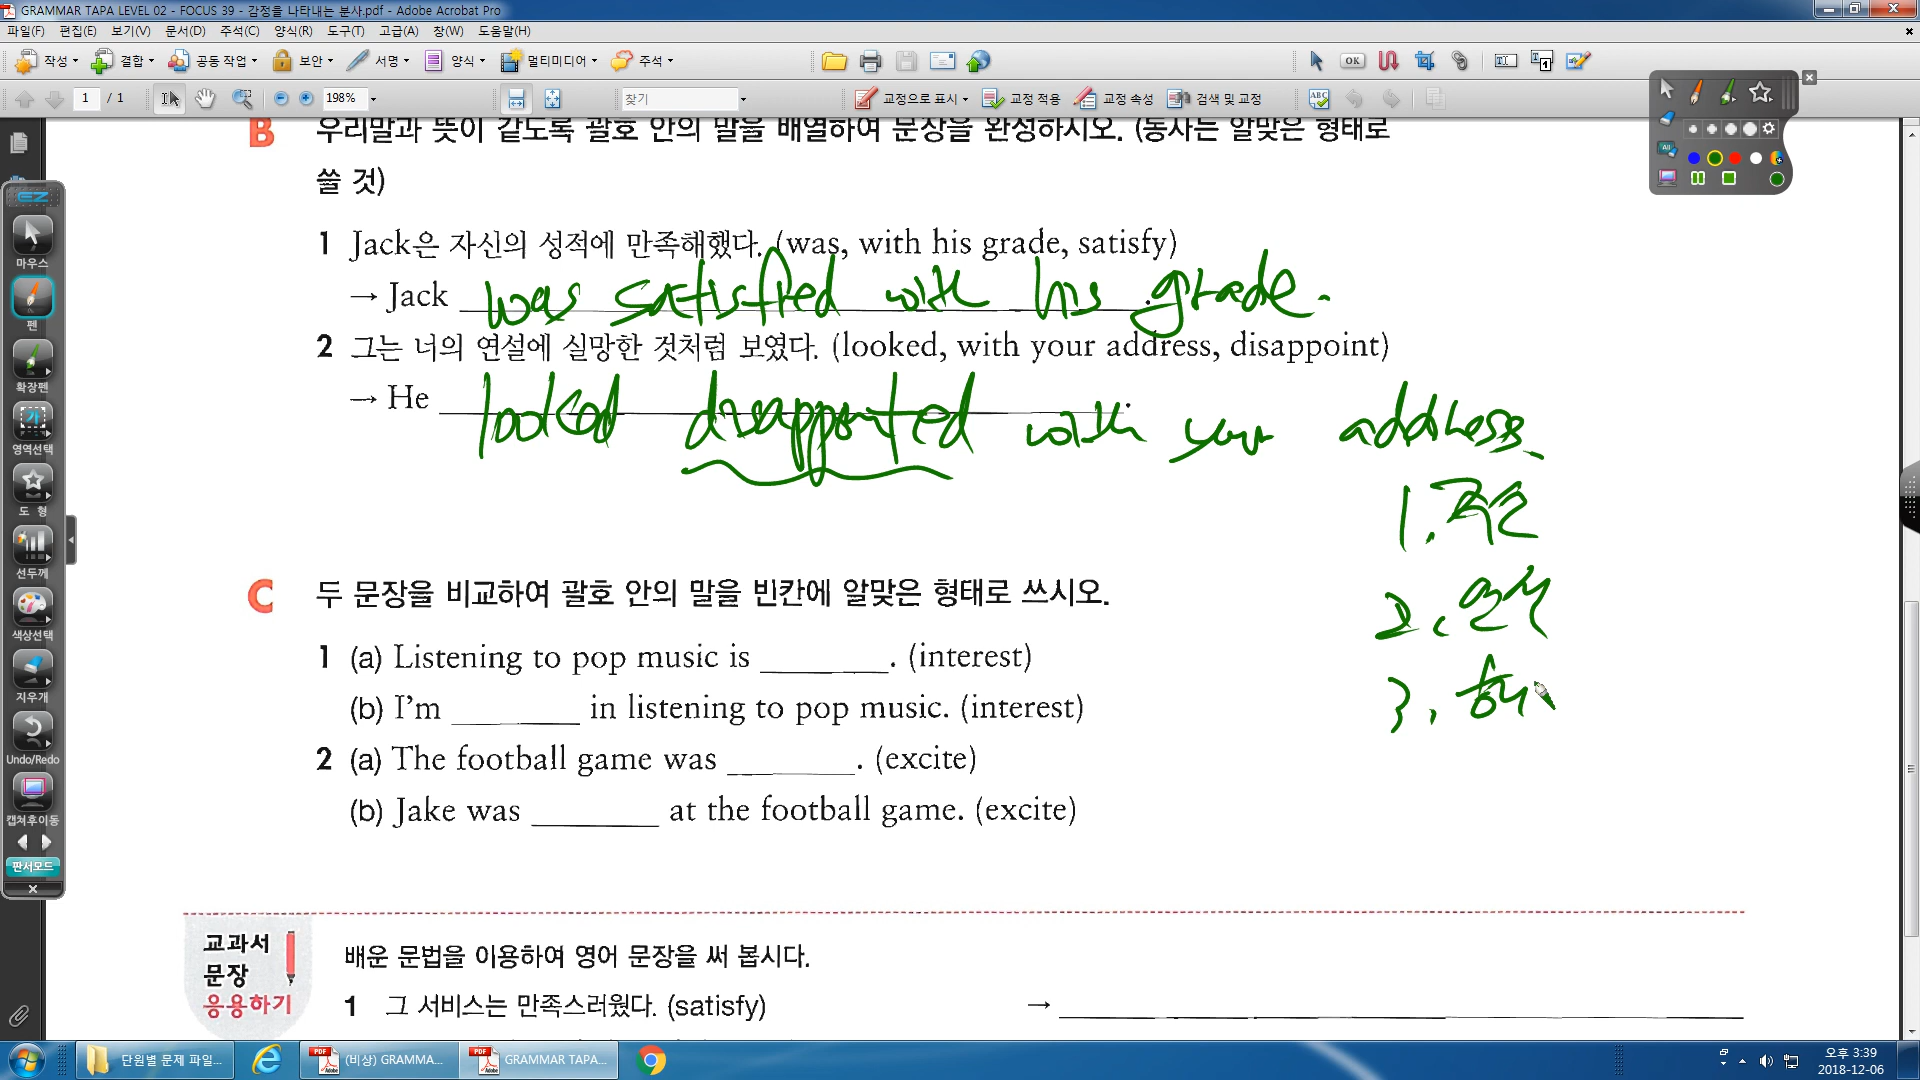 GRAMMAR TAPA LEVEL 02 - FOCUS 39 - 감정을 나타내는 분사.pdf - Adobe Acrobat Pro
파일(F) 편집(E) 보기(V) 문서(D) 주석(C) 양식(R) 도구(T) 고급(A) 창(W) 도움말(H)
작성 결합 공동 작업 보안 서명 양식 멀티미디어 주석 OK
1 / 1 198% 찾기 교정으로 표시 교정 적용 교정 속성 검색 및 교정
B 우리말과 뜻이 같도록 괄호 안의 말을 배열하여 문장을 완성하시오. (동사는 알맞은 형태로
쓸 것)
1 Jack은 자신의 성적에 만족해했다. (was, with his grade, satisfy)
→ Jack was satisfied with his grade.
2 그는 너의 연설에 실망한 것처럼 보였다. (looked, with your address, disappoint)
→ He looked disappointed with your address.
1. 주소
2. 연설
3.
C 두 문장을 비교하여 괄호 안의 말을 빈칸에 알맞은 형태로 쓰시오.
1 (a) Listening to pop music is ________. (interest)
(b) I'm ________ in listening to pop music. (interest)
2 (a) The football game was ________. (excite)
(b) Jake was ________ at the football game. (excite)
교과서
문장
응용하기
배운 문법을 이용하여 영어 문장을 써 봅시다.
1 그 서비스는 만족스러웠다. (satisfy) →
EZ
마우스
펜
확장펜
영역선택
도 형
선두께
색상선택
지우개
Undo/Redo
캡쳐후이동
판서모드
단원별 문제 파일... (비상) GRAMMA... GRAMMAR TAPA...
오후 3:39
2018-12-06